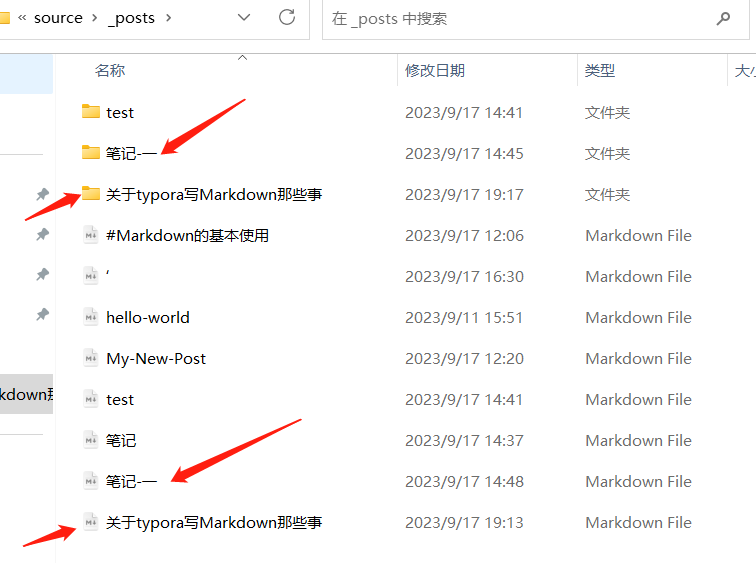 « source > _posts >
在 _posts 中搜索
名称 修改日期 类型 大小
test 2023/9/17 14:41 文件夹
笔记-一 2023/9/17 14:45 文件夹
关于typora写Markdown那些事 2023/9/17 19:17 文件夹
#Markdown的基本使用 2023/9/17 12:06 Markdown File
‘ 2023/9/17 16:30 Markdown File
hello-world 2023/9/11 15:51 Markdown File
My-New-Post 2023/9/17 12:20 Markdown File
test 2023/9/17 14:41 Markdown File
kdown那
笔记 2023/9/17 14:37 Markdown File
笔记-一 2023/9/17 14:48 Markdown File
关于typora写Markdown那些事 2023/9/17 19:13 Markdown File